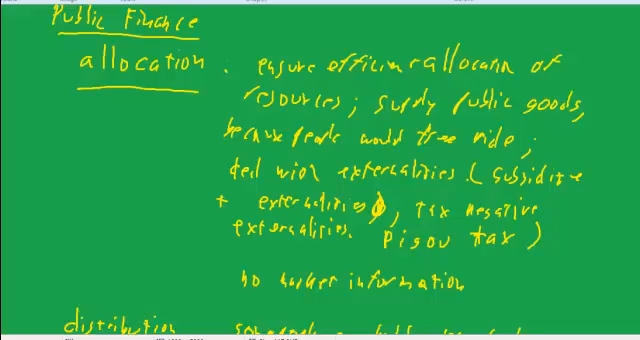 Public Finance
allocation : ensure efficient allocation of
resources; supply public goods,
because people would free ride;
deal with externalities. (subsidize
+ externalities, tax negative
externalities. Pigou tax)
no market information
distribution